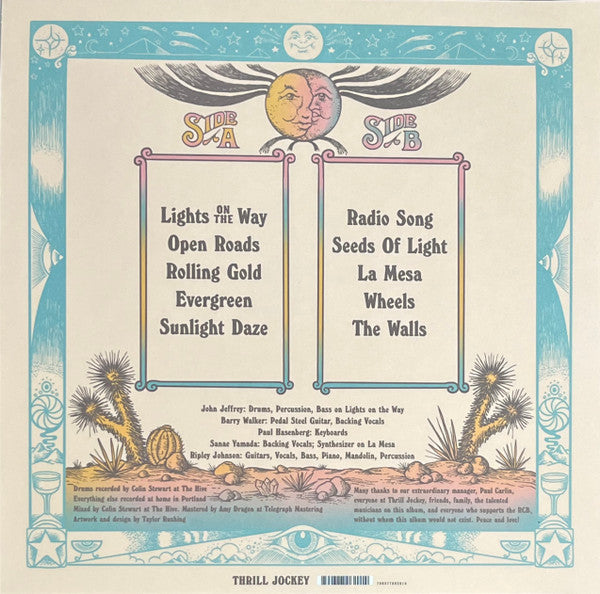 SIDE A
SIDE B
Lights ON THE Way
Open Roads
Rolling Gold
Evergreen
Sunlight Daze
Radio Song
Seeds Of Light
La Mesa
Wheels
The Walls
John Jeffrey: Drums, Percussion, Bass on Lights on the Way
Barry Walker: Pedal Steel Guitar, Backing Vocals
Paul Hasenberg: Keyboards
Sanae Yamada: Backing Vocals; Synthesizer on La Mesa
Ripley Johnson: Guitars, Vocals, Bass, Piano, Mandolin, Percussion
Drums recorded by Colin Stewart at The Hive
Everything else recorded at home in Portland
Mixed by Colin Stewart at The Hive. Mastered by Amy Dragon at Telegraph Mastering
Artwork and design by Taylor Rushing
Many thanks to our extraordinary manager, Paul Carlin,
everyone at Thrill Jockey, friends, family, the talented
musicians on this album, and everyone who supports the RCB,
without whom this album would not exist. Peace and love!
THRILL JOCKEY